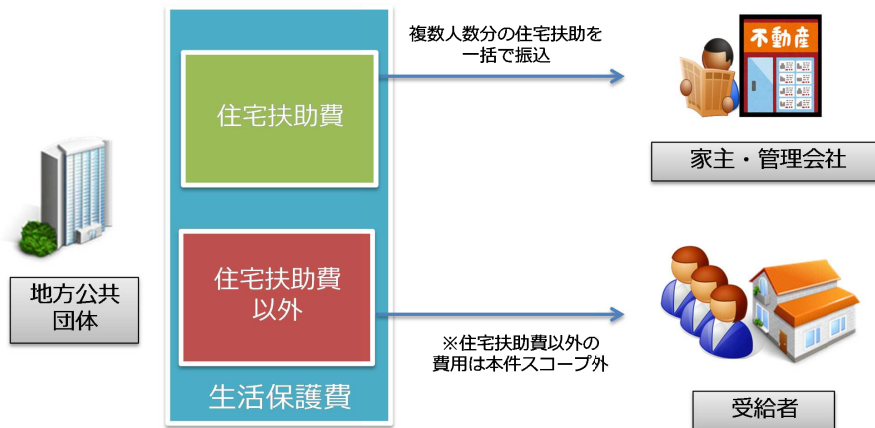 複数人数分の住宅扶助を
一括で振込
不動産
住宅扶助費
家主・管理会社
地方公共
団体
住宅扶助費
以外
※住宅扶助費以外の
費用は本件スコープ外
生活保護費
受給者